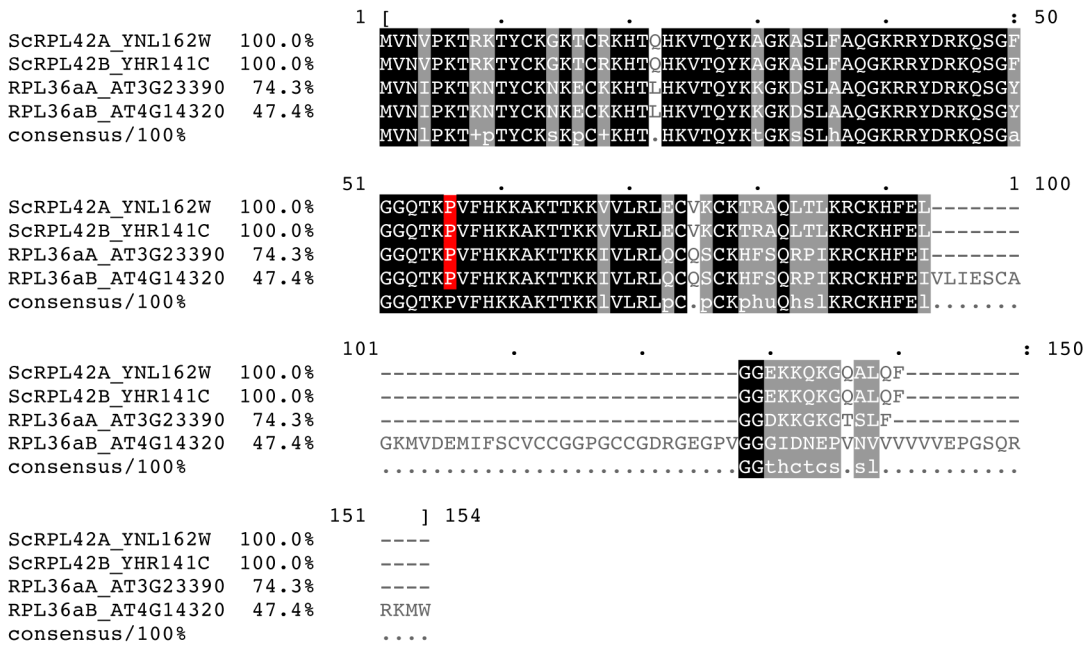 1 [ . . . . : 50
ScRPL42A_YNL162W 100.0% MVNVPKTRKTYCKGKTCRKHTQHKVTQYKAGKASLFAQGKRRYDRKQSGF
ScRPL42B_YHR141C 100.0% MVNVPKTRKTYCKGKTCRKHTQHKVTQYKAGKASLFAQGKRRYDRKQSGF
RPL36aA_AT3G23390 74.3% MVNIPKTKNTYCKNKECKKHTLHKVTQYKKGKDSLAAQGKRRYDRKQSGY
RPL36aB_AT4G14320 47.4% MVNIPKTKNTYCKNKECKKHTLHKVTQYKKGKDSLAAQGKRRYDRKQSGY
consensus/100% MVNlPKT+pTYCKsKpC+KHT.HKVTQYKtGKsSLhAQGKRRYDRKQSGa
51 . . . . 1 100
ScRPL42A_YNL162W 100.0% GGQTKPVFHKKAKTTKKVVLRLECVKCKTRAQLTLKRCKHFEL-------
ScRPL42B_YHR141C 100.0% GGQTKPVFHKKAKTTKKVVLRLECVKCKTRAQLTLKRCKHFEL-------
RPL36aA_AT3G23390 74.3% GGQTKPVFHKKAKTTKKIVLRLQCQSCKHFSQRPIKRCKHFEI-------
RPL36aB_AT4G14320 47.4% GGQTKPVFHKKAKTTKKIVLRLQCQSCKHFSQRPIKRCKHFEIVLIESCA
consensus/100% GGQTKPVFHKKAKTTKKlVLRLpC.pCKphuQhslKRCKHFEl.......
101 . . . . : 150
ScRPL42A_YNL162W 100.0% ----------------------------GGEKKQKGQALQF---------
ScRPL42B_YHR141C 100.0% ----------------------------GGEKKQKGQALQF---------
RPL36aA_AT3G23390 74.3% ----------------------------GGDKKGKGTSLF----------
RPL36aB_AT4G14320 47.4% GKMVDEMIFSCVCCGGPGCCGDRGEGPVGGGIDNEPVNVVVVVVEPGSQR
consensus/100% ............................GGthctcs.sl...........
151 ] 154
ScRPL42A_YNL162W 100.0% ----
ScRPL42B_YHR141C 100.0% ----
RPL36aA_AT3G23390 74.3% ----
RPL36aB_AT4G14320 47.4% RKMW
consensus/100% ....